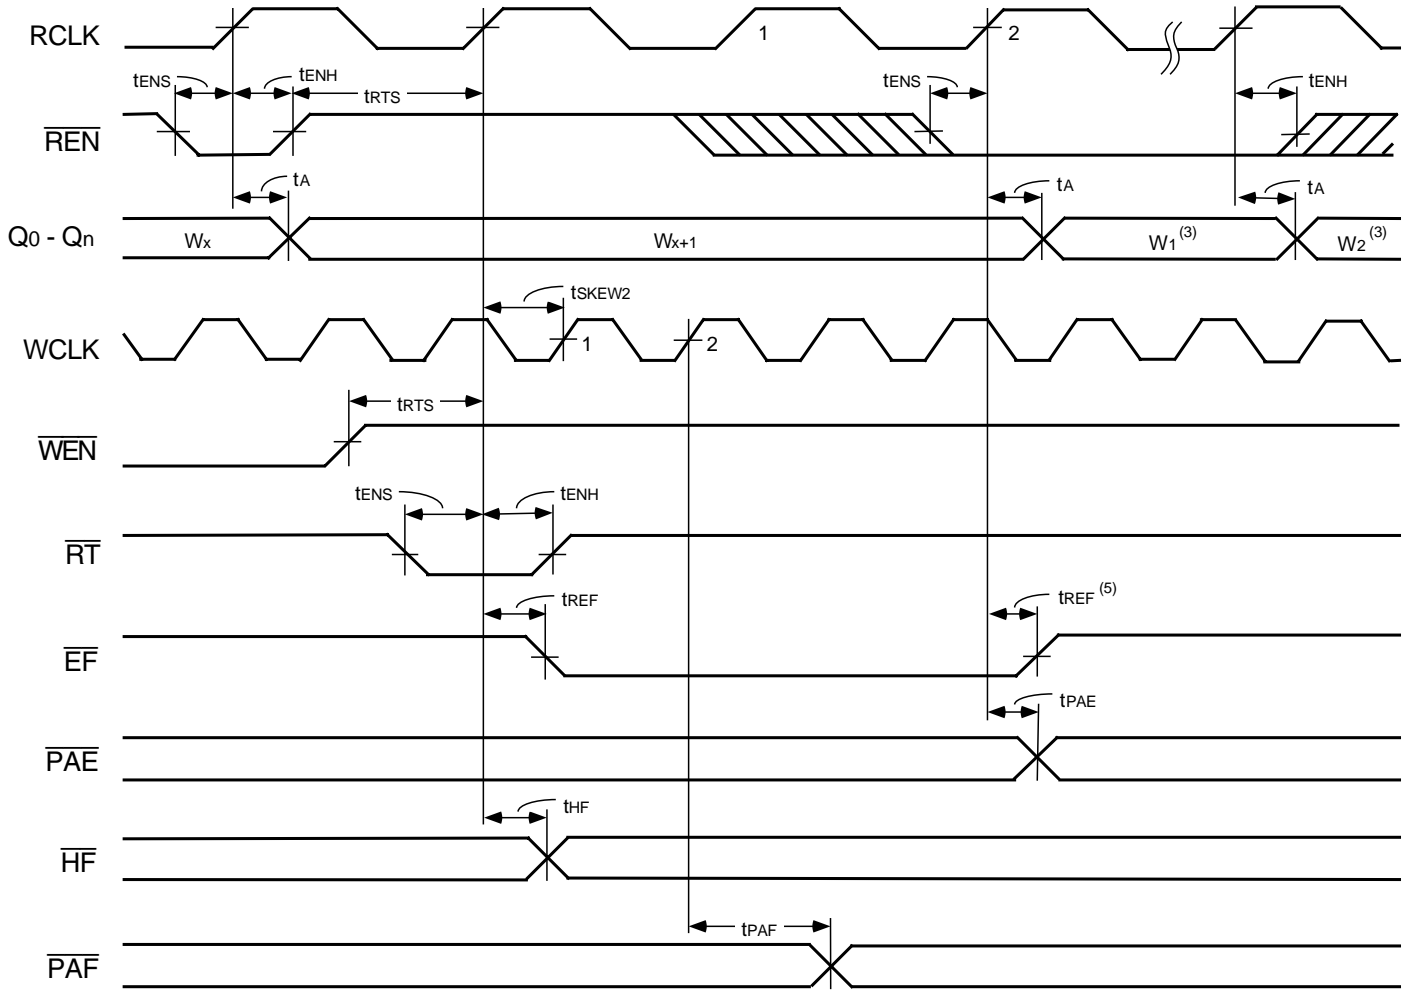 RCLK 1 2
tENS tENH tRTS tENS tENH
REN
tA tA tA
Q0 - Qn Wx Wx+1 W1(3) W2(3)
tSKEW2
WCLK 1 2
tRTS
WEN
tENS tENH
RT
tREF tREF (5)
EF
tPAE
PAE
tHF
HF
tPAF
PAF